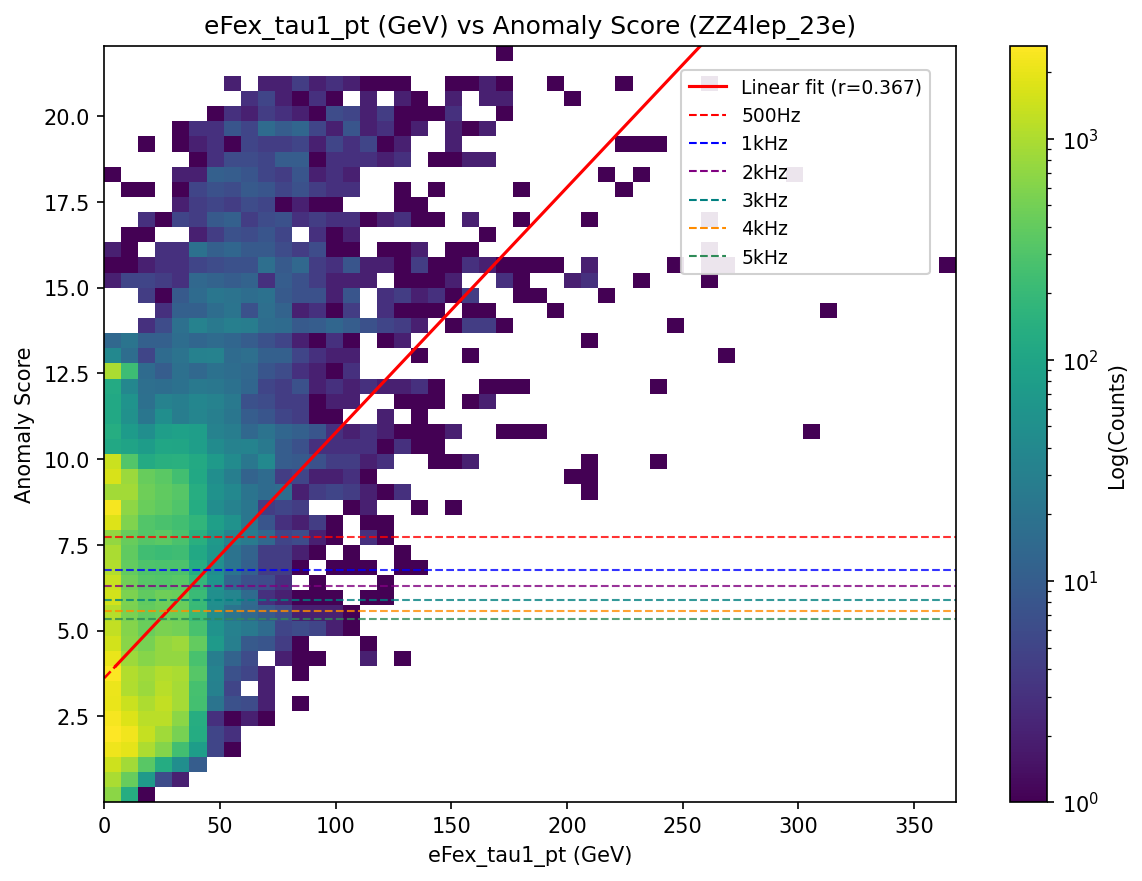 eFex_tau1_pt (GeV) vs Anomaly Score (ZZ4lep_23e)
Linear fit (r=0.367)
500Hz
1kHz
2kHz
3kHz
4kHz
5kHz
Anomaly Score
20.0
17.5
15.0
12.5
10.0
7.5
5.0
2.5
0 50 100 150 200 250 300 350
eFex_tau1_pt (GeV)
10³
10²
10¹
10⁰
Log(Counts)